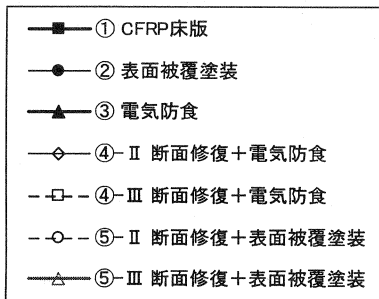 ① CFRP床版
② 表面被覆塗装
③ 電気防食
④-Ⅱ 断面修復+電気防食
④-Ⅲ 断面修復+電気防食
⑤-Ⅱ 断面修復+表面被覆塗装
⑤-Ⅲ 断面修復+表面被覆塗装